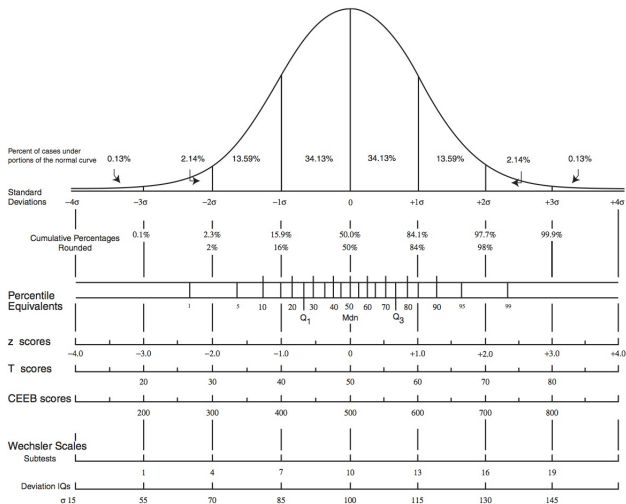 Percent of cases under
portions of the normal curve
0.13% 2.14% 13.59% 34.13% 34.13% 13.59% 2.14% 0.13%
Standard
Deviations
−4σ −3σ −2σ −1σ 0 +1σ +2σ +3σ +4σ
Cumulative Percentages 0.1% 2.3% 15.9% 50.0% 84.1% 97.7% 99.9%
Rounded 2% 16% 50% 84% 98%
Percentile
Equivalents
1 5 10 20 30 40 50 60 70 80 90 95 99
Q1 Mdn Q3
z scores
−4.0 −3.0 −2.0 −1.0 0 +1.0 +2.0 +3.0 +4.0
T scores
20 30 40 50 60 70 80
CEEB scores
200 300 400 500 600 700 800
Wechsler Scales
Subtests
1 4 7 10 13 16 19
Deviation IQs
σ 15 55 70 85 100 115 130 145